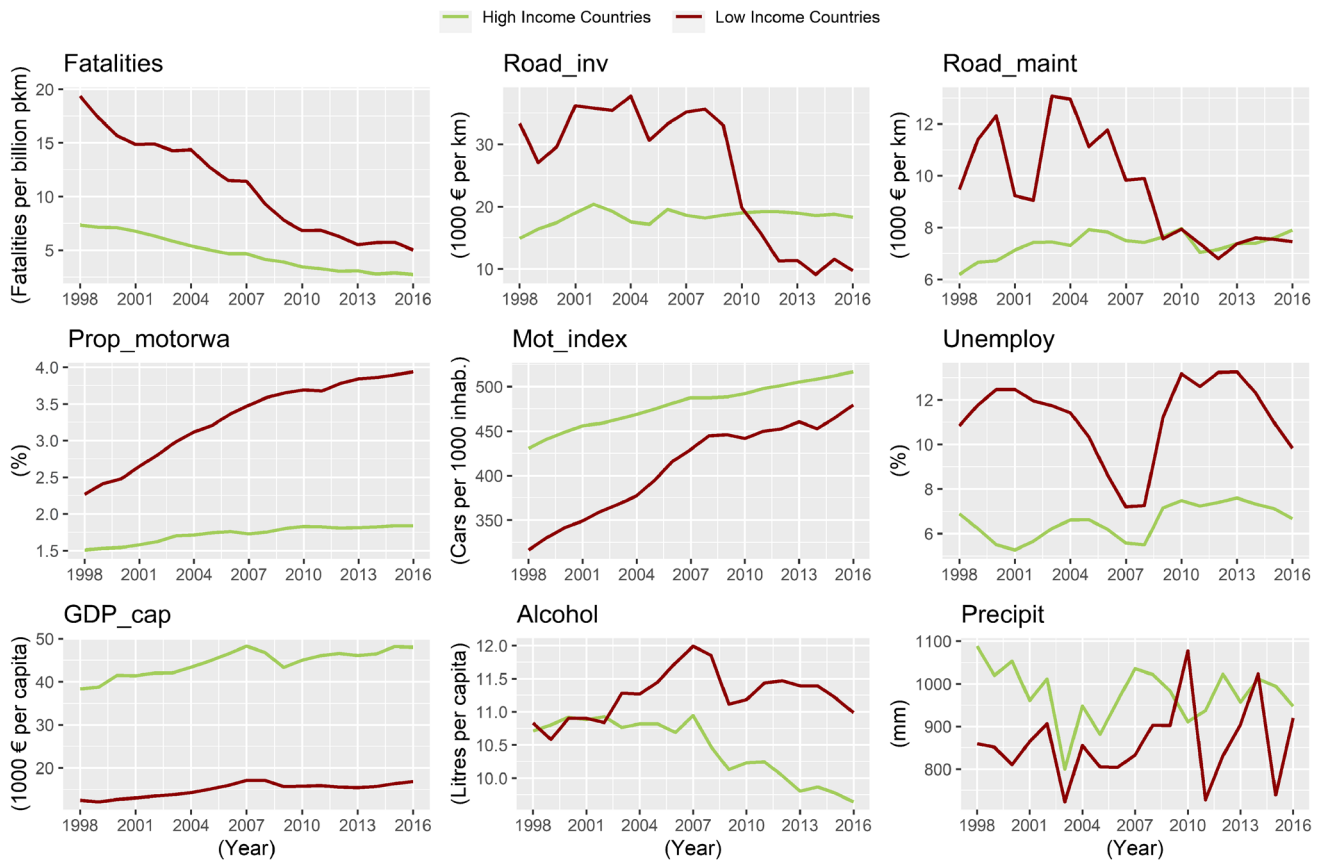 High Income Countries Low Income Countries
Fatalities Road_inv Road_maint
(Fatalities per billion pkm)
20
15
10
5
1998 2001 2004 2007 2010 2013 2016
(1000 € per km)
30
20
10
1998 2001 2004 2007 2010 2013 2016
(1000 € per km)
12
10
8
6
1998 2001 2004 2007 2010 2013 2016
Prop_motorwa Mot_index Unemploy
(%)
4.0
3.5
3.0
2.5
2.0
1.5
1998 2001 2004 2007 2010 2013 2016
(Cars per 1000 inhab.)
500
450
400
350
1998 2001 2004 2007 2010 2013 2016
(%)
12
10
8
6
1998 2001 2004 2007 2010 2013 2016
GDP_cap Alcohol Precipit
(1000 € per capita)
50
40
30
20
1998 2001 2004 2007 2010 2013 2016
(Year)
(Litres per capita)
12.0
11.5
11.0
10.5
10.0
1998 2001 2004 2007 2010 2013 2016
(Year)
(mm)
1100
1000
900
800
1998 2001 2004 2007 2010 2013 2016
(Year)